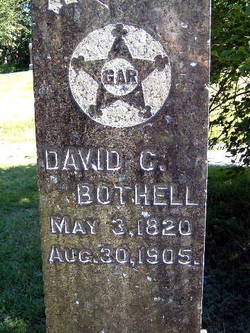 GAR
DAVID C.
BOTHELL
MAY 3,1820
AUG.30,1905.